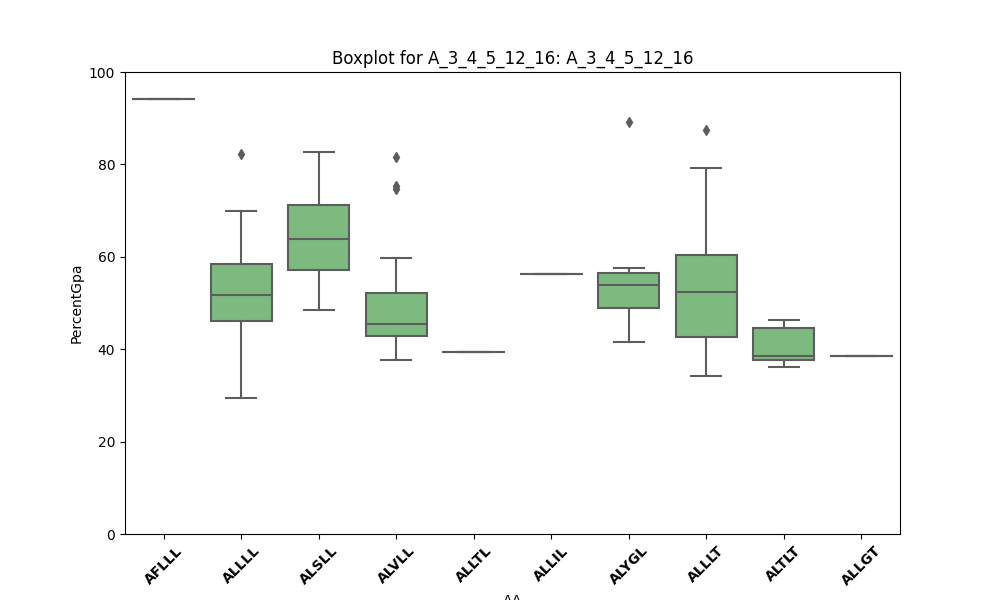 Boxplot for A_3_4_5_12_16: A_3_4_5_12_16
100
80
60
40
20
0
PercentGpa
AFLLL
ALLLL
ALSLL
ALVLL
ALLTL
ALLIL
ALYGL
ALLLT
ALTLT
ALLGT
AA